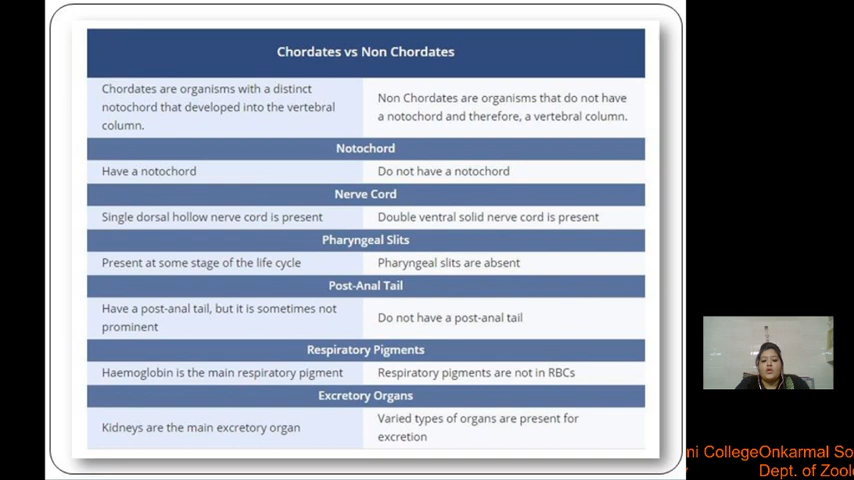 Chordates vs Non Chordates
Chordates are organisms with a distinct
notochord that developed into the vertebral
column.
Non Chordates are organisms that do not have
a notochord and therefore, a vertebral column.
Notochord
Have a notochord
Do not have a notochord
Nerve Cord
Single dorsal hollow nerve cord is present
Double ventral solid nerve cord is present
Pharyngeal Slits
Present at some stage of the life cycle
Pharyngeal slits are absent
Post-Anal Tail
Have a post-anal tail, but it is sometimes not
prominent
Do not have a post-anal tail
Respiratory Pigments
Haemoglobin is the main respiratory pigment
Respiratory pigments are not in RBCs
Excretory Organs
Kidneys are the main excretory organ
Varied types of organs are present for
excretion
ni CollegeOnkarmal So
Dept. of Zool